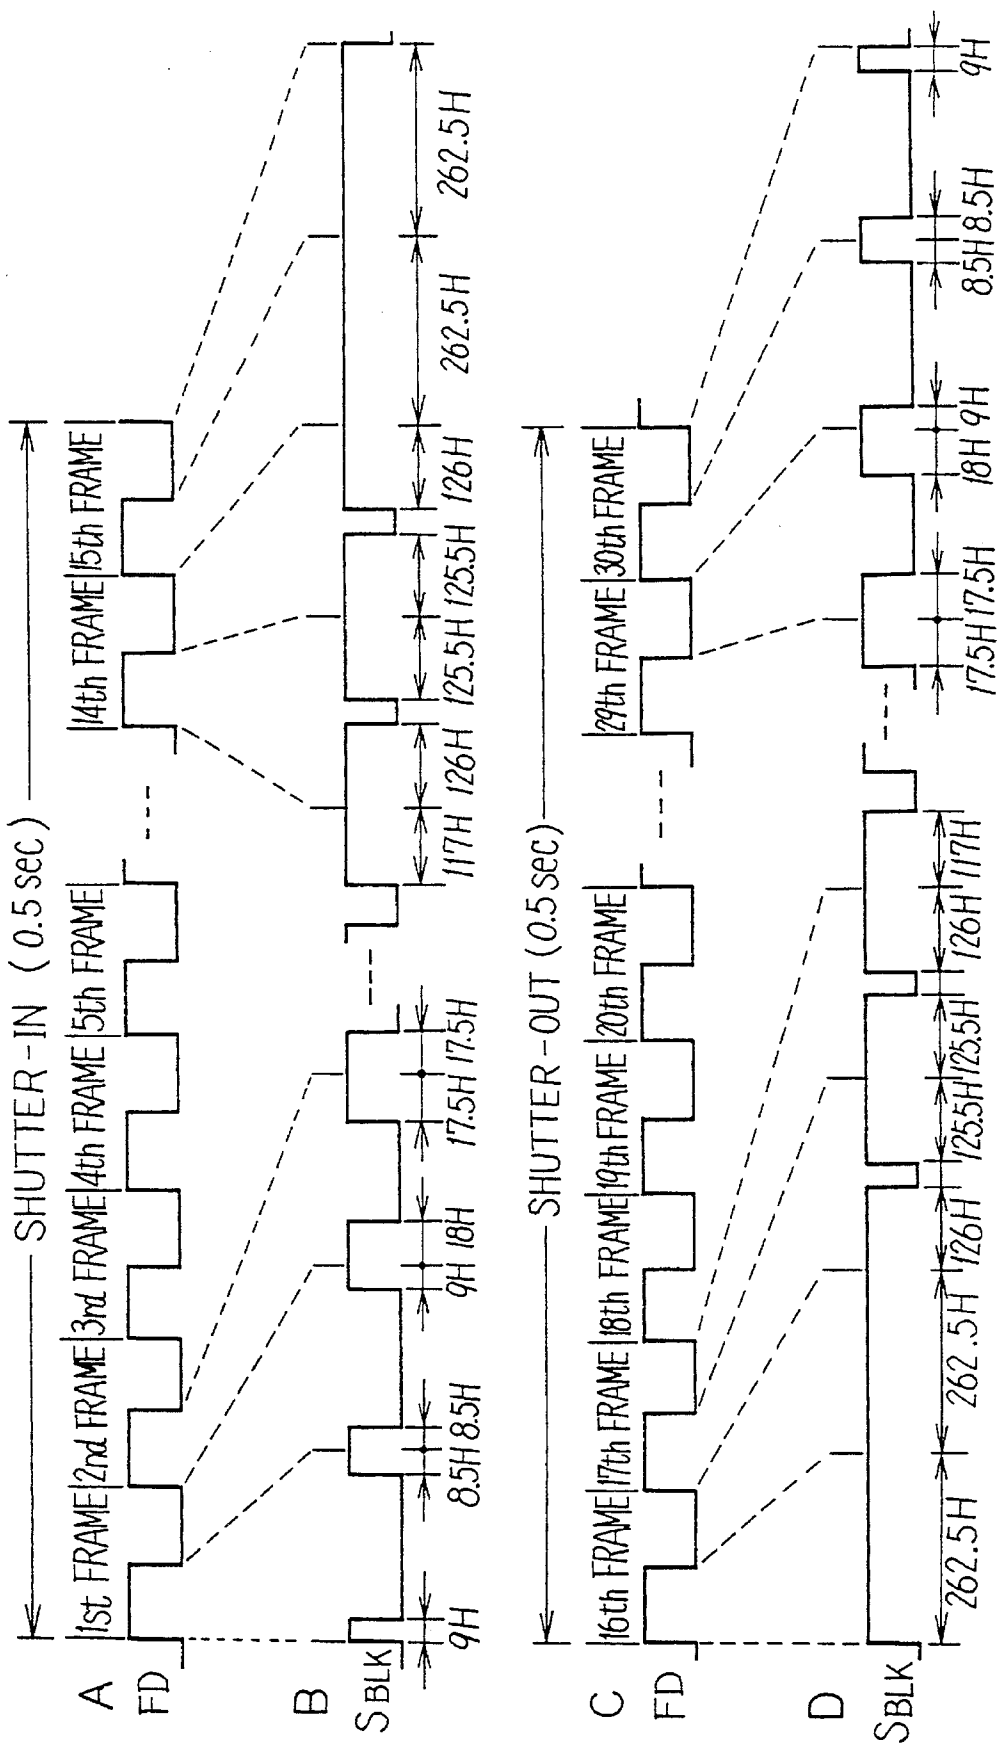 SHUTTER-IN (0.5 sec)
A
FD
1st FRAME
2nd FRAME
3rd FRAME
4th FRAME
5th FRAME
14th FRAME
15th FRAME
B
SBLK
9H
8.5H
8.5H
9H
18H
17.5H
17.5H
117H
126H
125.5H
125.5H
126H
262.5H
262.5H
SHUTTER-OUT (0.5 sec)
C
FD
16th FRAME
17th FRAME
18th FRAME
19th FRAME
20th FRAME
29th FRAME
30th FRAME
D
SBLK
262.5H
262.5H
126H
125.5H
125.5H
126H
117H
17.5H
17.5H
18H
9H
8.5H
8.5H
9H